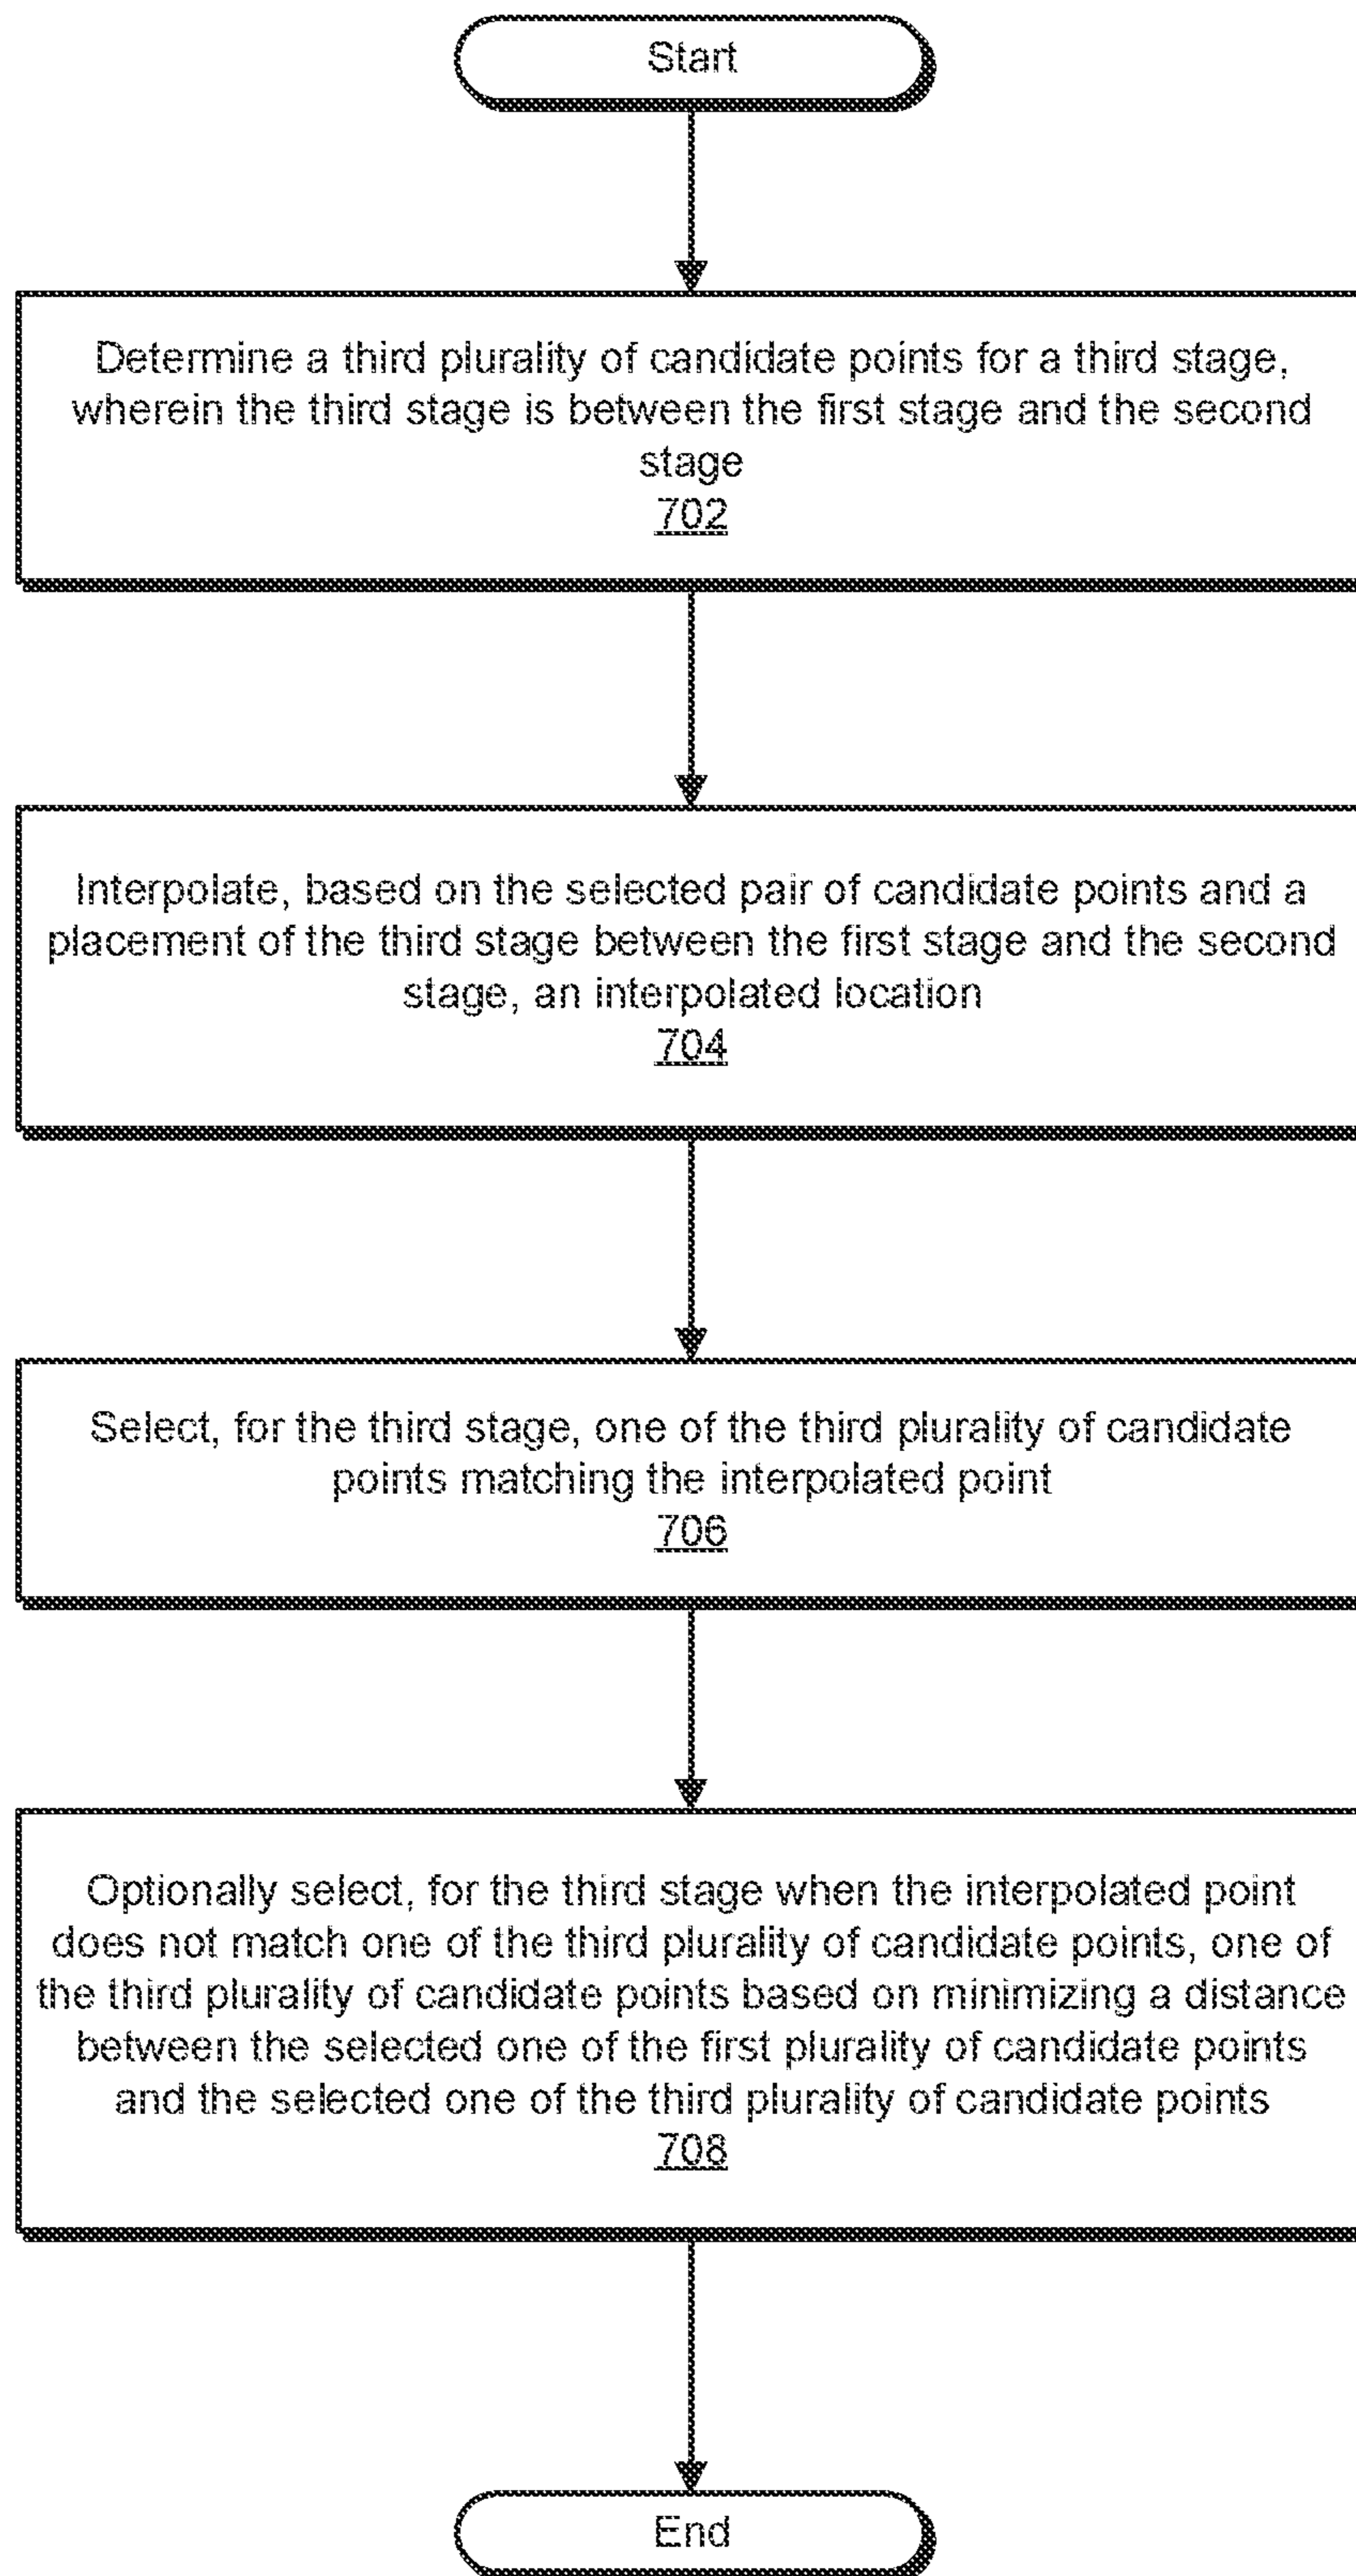 Start
Determine a third plurality of candidate points for a third stage,
wherein the third stage is between the first stage and the second
stage
702
Interpolate, based on the selected pair of candidate points and a
placement of the third stage between the first stage and the second
stage, an interpolated location
704
Select, for the third stage, one of the third plurality of candidate
points matching the interpolated point
706
Optionally select, for the third stage when the interpolated point
does not match one of the third plurality of candidate points, one of
the third plurality of candidate points based on minimizing a distance
between the selected one of the first plurality of candidate points
and the selected one of the third plurality of candidate points
708
End